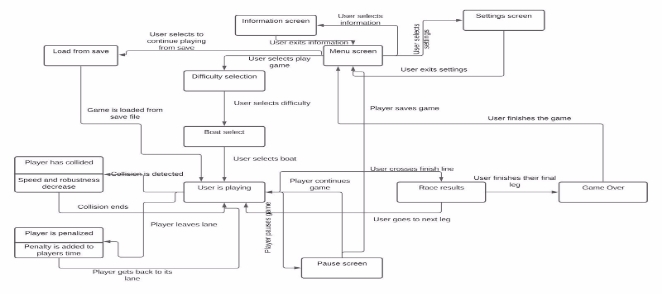 Information screen
User selects
information
Settings screen
User selects to
continue playing
from save
User exits information
User selects
settings
Load from save
Menu screen
User selects play
game
User exits settings
Difficulty selection
Game is loaded from
save file
User selects difficulty
Player saves game
User finishes the game
Boat select
User selects boat
Player has collided
Speed and robustness
decrease
Collision is detected
User is playing
Player continues
game
User crosses finish line
Race results
User finishes their final
leg
Game Over
Collision ends
Player leaves lane
Player pauses game
User goes to next leg
Player is penalized
Penalty is added to
players time
Player gets back to its
lane
Pause screen